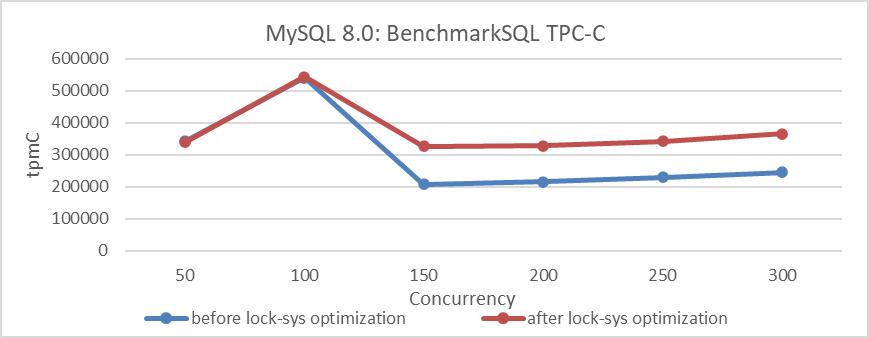 MySQL 8.0: BenchmarkSQL TPC-C
600000
500000
400000
300000
200000
100000
0
tpmC
50 100 150 200 250 300
Concurrency
before lock-sys optimization after lock-sys optimization